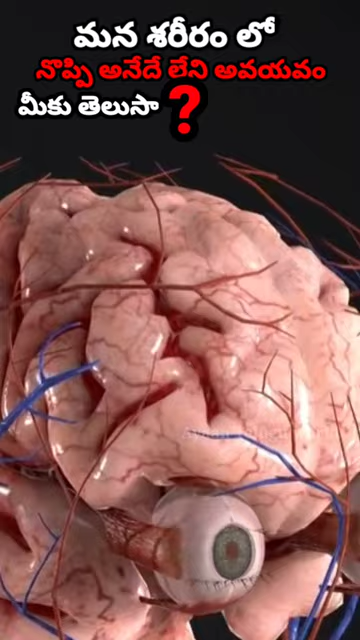 మన శరీరం లో
నొప్పి అనేదే లేని అవయవం
మీకు తెలుసా ?